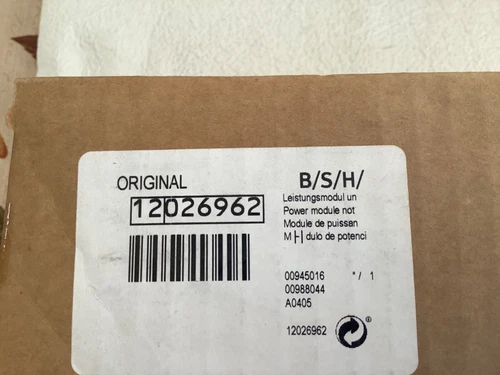 ORIGINAL
12026962
B/S/H/
Leistungsmodul un
Power module not
Module de puissan
M├┤dulo de potenci
00945016 * / 1
00988044
A0405
12026962